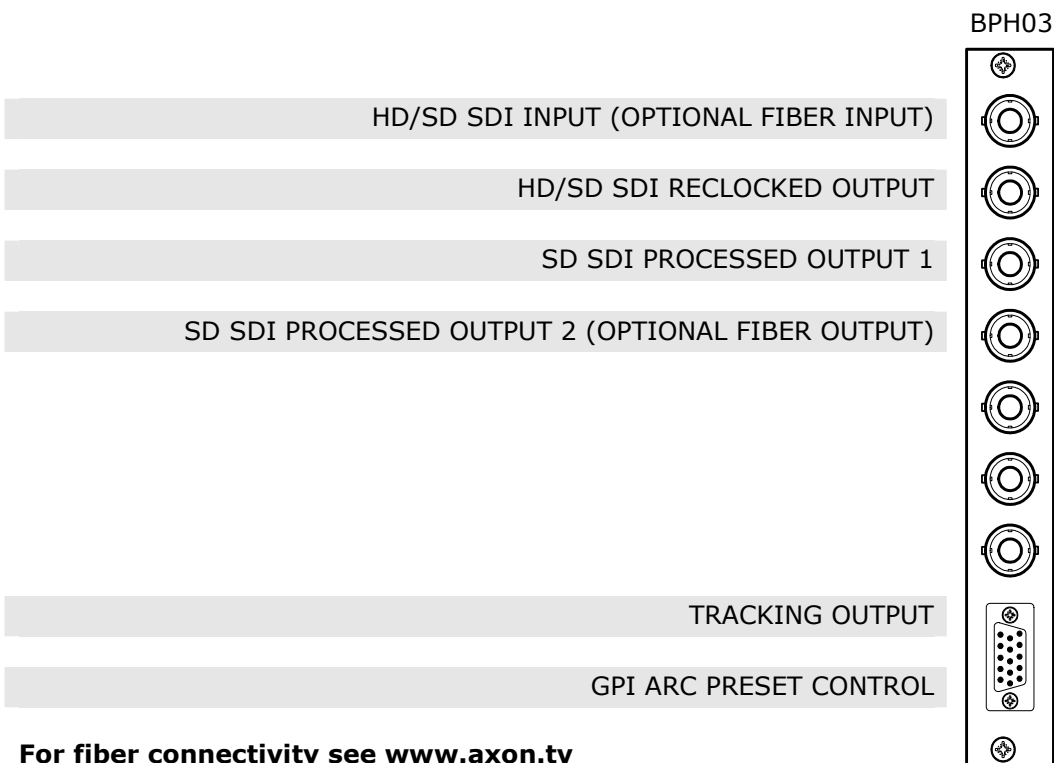 BPH03
HD/SD SDI INPUT (OPTIONAL FIBER INPUT)
HD/SD SDI RECLOCKED OUTPUT
SD SDI PROCESSED OUTPUT 1
SD SDI PROCESSED OUTPUT 2 (OPTIONAL FIBER OUTPUT)
TRACKING OUTPUT
GPI ARC PRESET CONTROL
For fiber connectivity see www.axon.tv